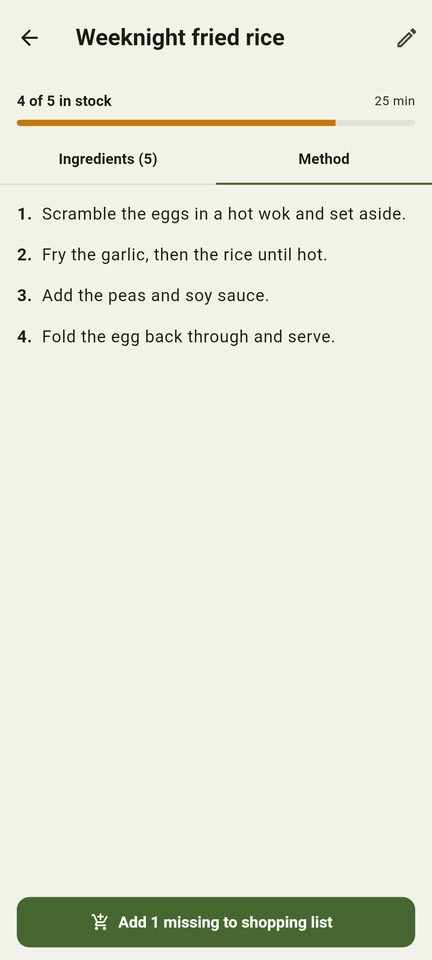 Weeknight fried rice
4 of 5 in stock
25 min
Ingredients (5)
Method
1. Scramble the eggs in a hot wok and set aside.
2. Fry the garlic, then the rice until hot.
3. Add the peas and soy sauce.
4. Fold the egg back through and serve.
Add 1 missing to shopping list